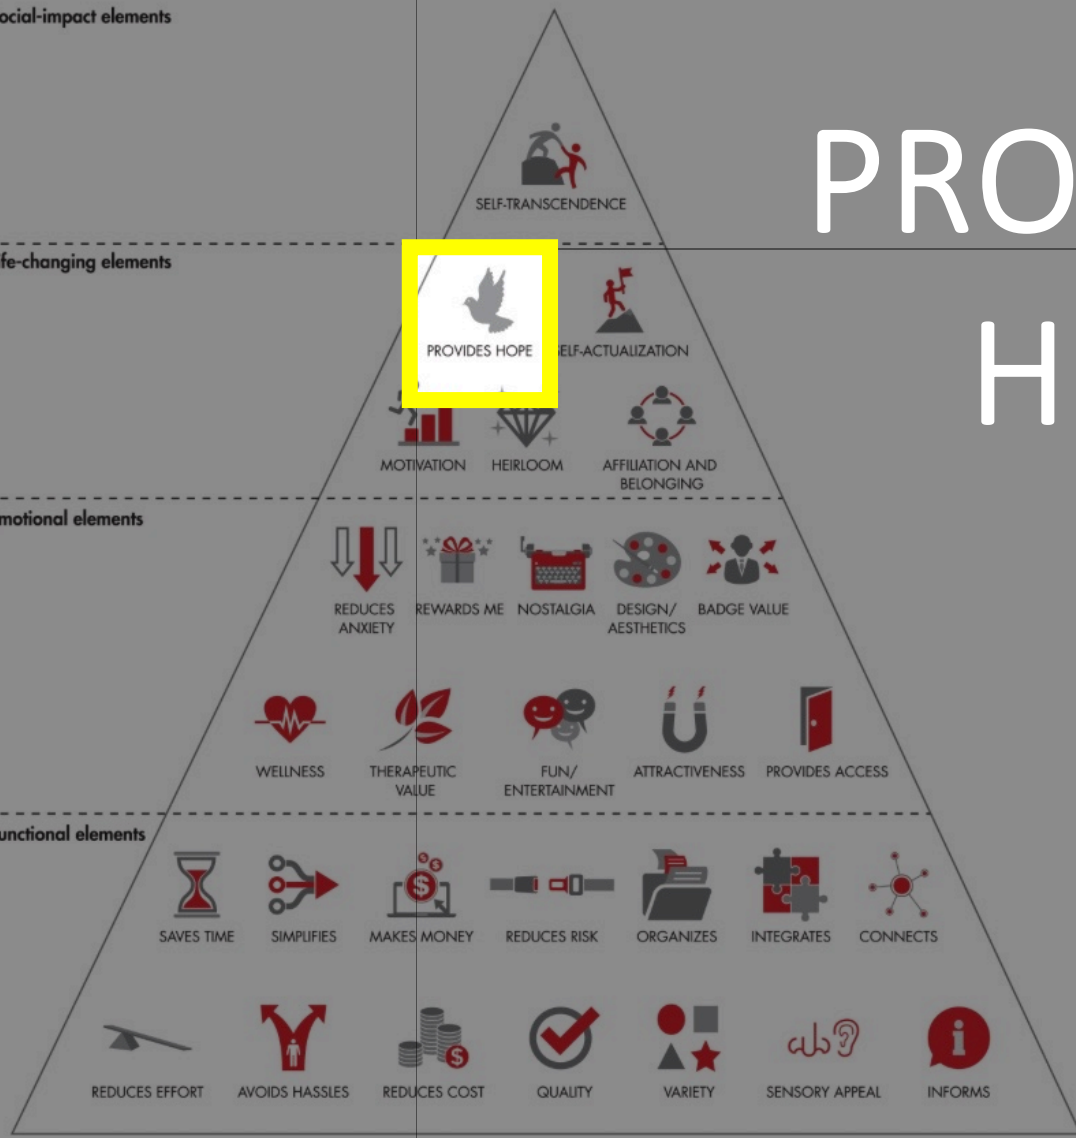 ocial-impact elements
PRO
SELF-TRANSCENDENCE
ife-changing elements
PROVIDES HOPE
ELF-ACTUALIZATION
H
MOTIVATION
HEIRLOOM
AFFILIATION AND
BELONGING
motional elements
REDUCES
ANXIETY
REWARDS ME
NOSTALGIA
DESIGN/
AESTHETICS
BADGE VALUE
WELLNESS
THERAPEUTIC
VALUE
FUN/
ENTERTAINMENT
ATTRACTIVENESS
PROVIDES ACCESS
unctional elements
SAVES TIME
SIMPLIFIES
MAKES MONEY
REDUCES RISK
ORGANIZES
INTEGRATES
CONNECTS
REDUCES EFFORT
AVOIDS HASSLES
REDUCES COST
QUALITY
VARIETY
SENSORY APPEAL
INFORMS